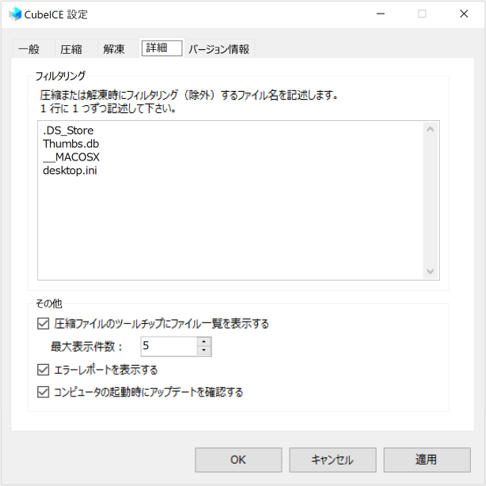 CubeICE 設定
一般 圧縮 解凍 詳細 バージョン情報
フィルタリング
圧縮または解凍時にフィルタリング（除外）するファイル名を記述します。
1 行に 1 つずつ記述して下さい。
.DS_Store
Thumbs.db
__MACOSX
desktop.ini
その他
圧縮ファイルのツールチップにファイル一覧を表示する
最大表示件数： 5
エラーレポートを表示する
コンピュータの起動時にアップデートを確認する
OK キャンセル 適用